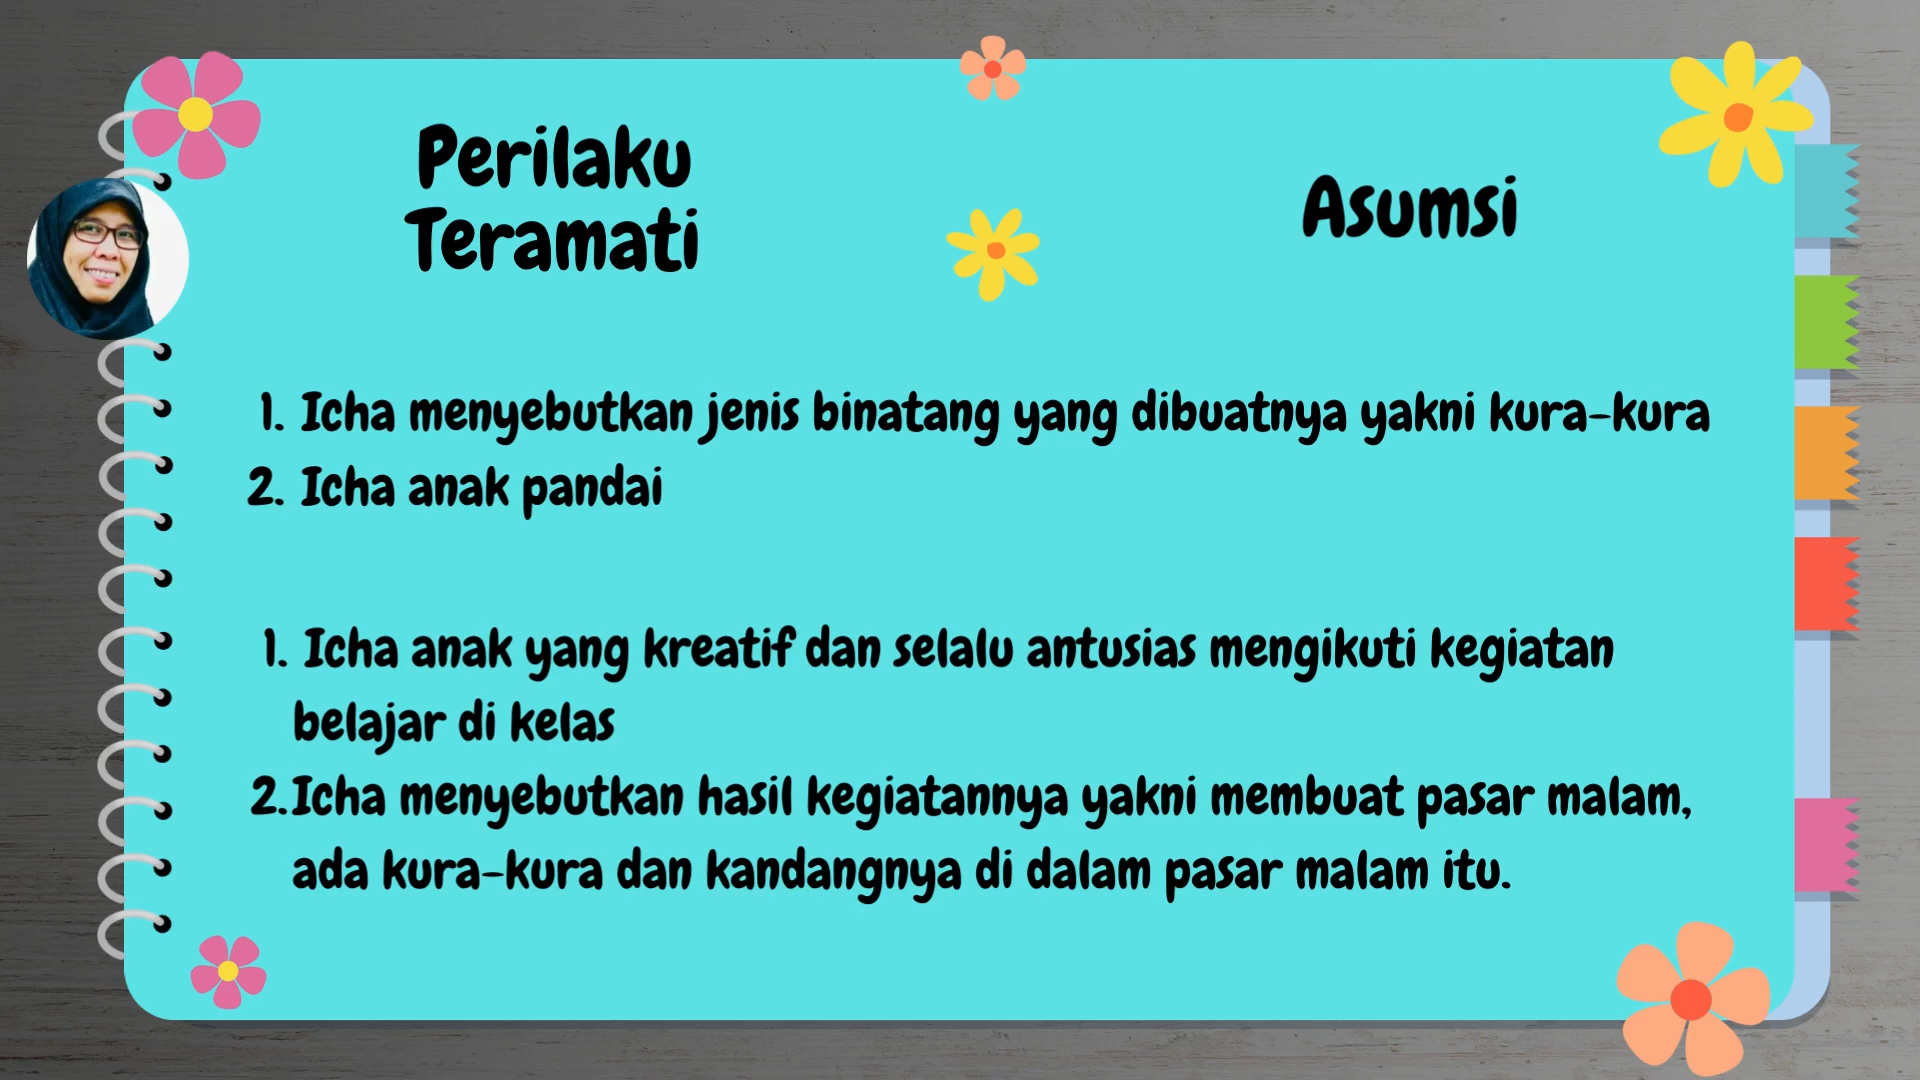 Perilaku
Teramati
Asumsi
1. Icha menyebutkan jenis binatang yang dibuatnya yakni kura-kura
2. Icha anak pandai
1. Icha anak yang kreatif dan selalu antusias mengikuti kegiatan
belajar di kelas
2.Icha menyebutkan hasil kegiatannya yakni membuat pasar malam,
ada kura-kura dan kandangnya di dalam pasar malam itu.